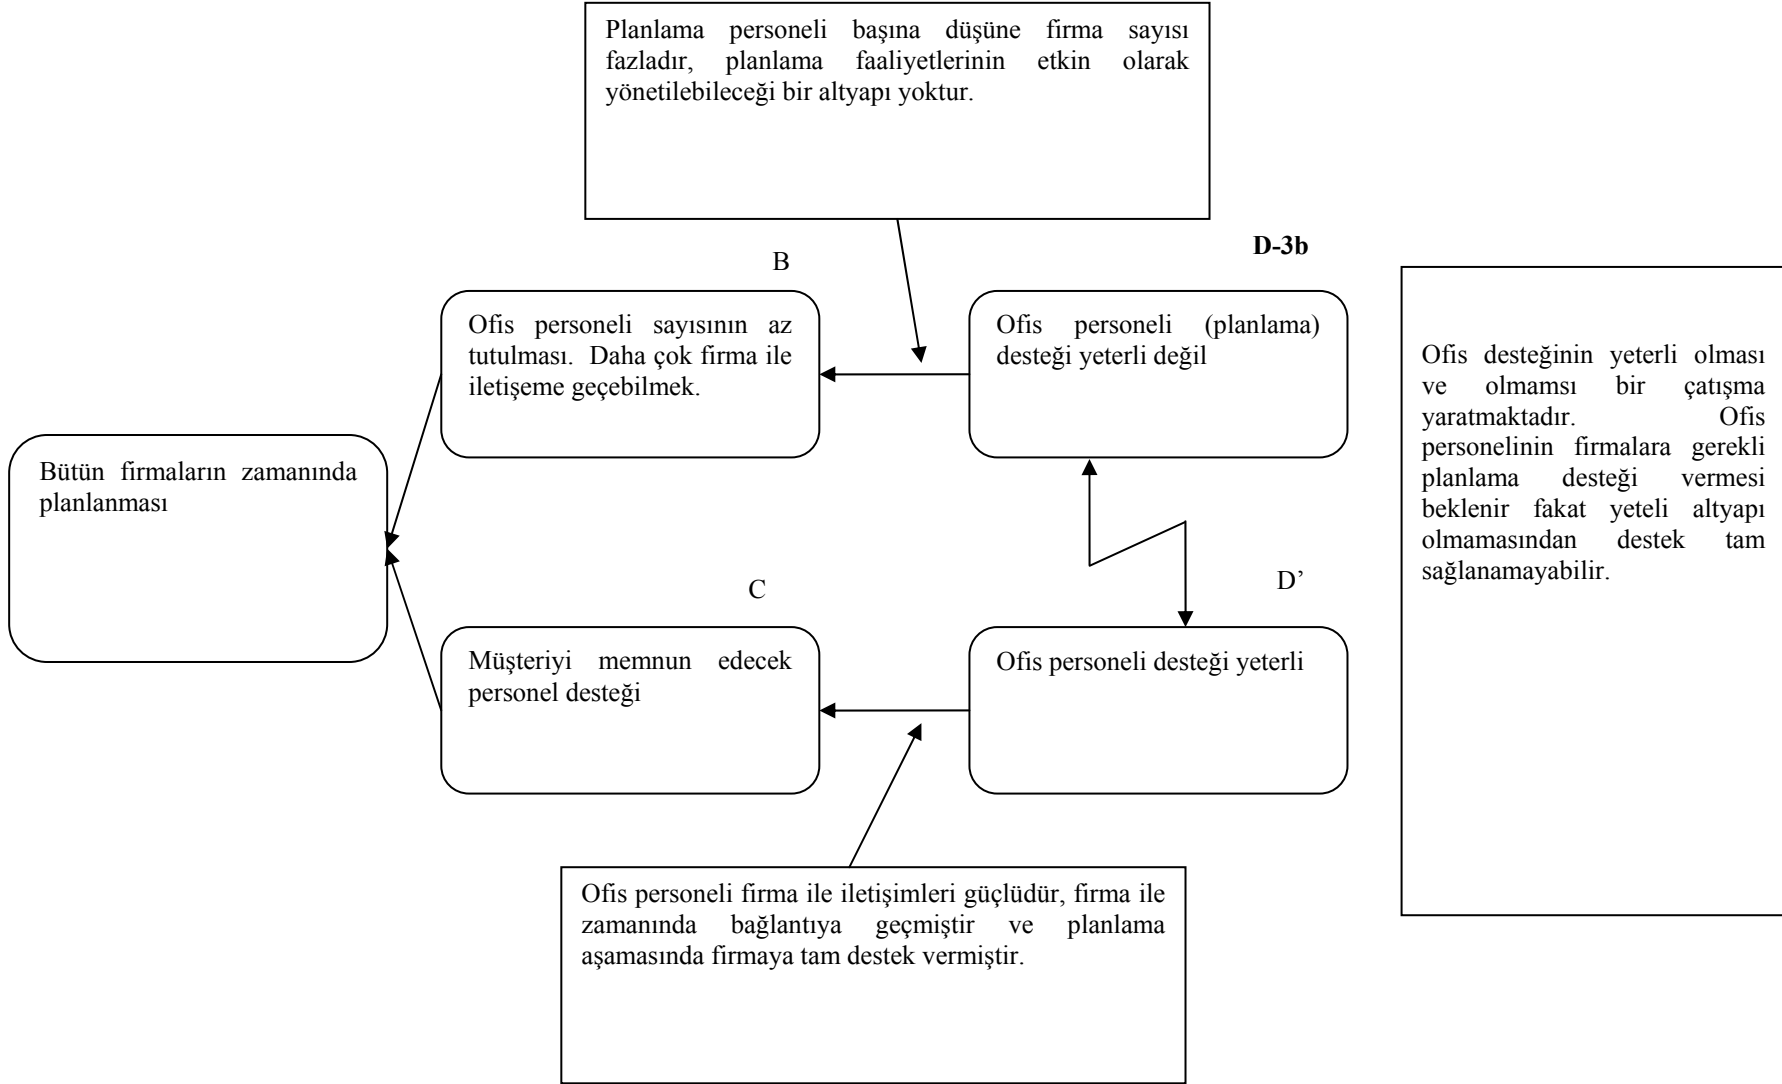 Planlama personeli başına düşüne firma sayısı
fazladır, planlama faaliyetlerinin etkin olarak
yönetilebileceği bir altyapı yoktur.
D-3b
B
Ofis personeli sayısının az
tutulması. Daha çok firma ile
iletişeme geçebilmek.
Ofis personeli (planlama)
desteği yeterli değil
Ofis desteğinin yeterli olması
ve olmamsı bir çatışma
yaratmaktadır. Ofis
personelinin firmalara gerekli
planlama desteği vermesi
beklenir fakat yeteli altyapı
olmamasından destek tam
sağlanamayabilir.
Bütün firmaların zamanında
planlanması
C
D’
Müşteriyi memnun edecek
personel desteği
Ofis personeli desteği yeterli
Ofis personeli firma ile iletişimleri güçlüdür, firma ile
zamanında bağlantıya geçmiştir ve planlama
aşamasında firmaya tam destek vermiştir.